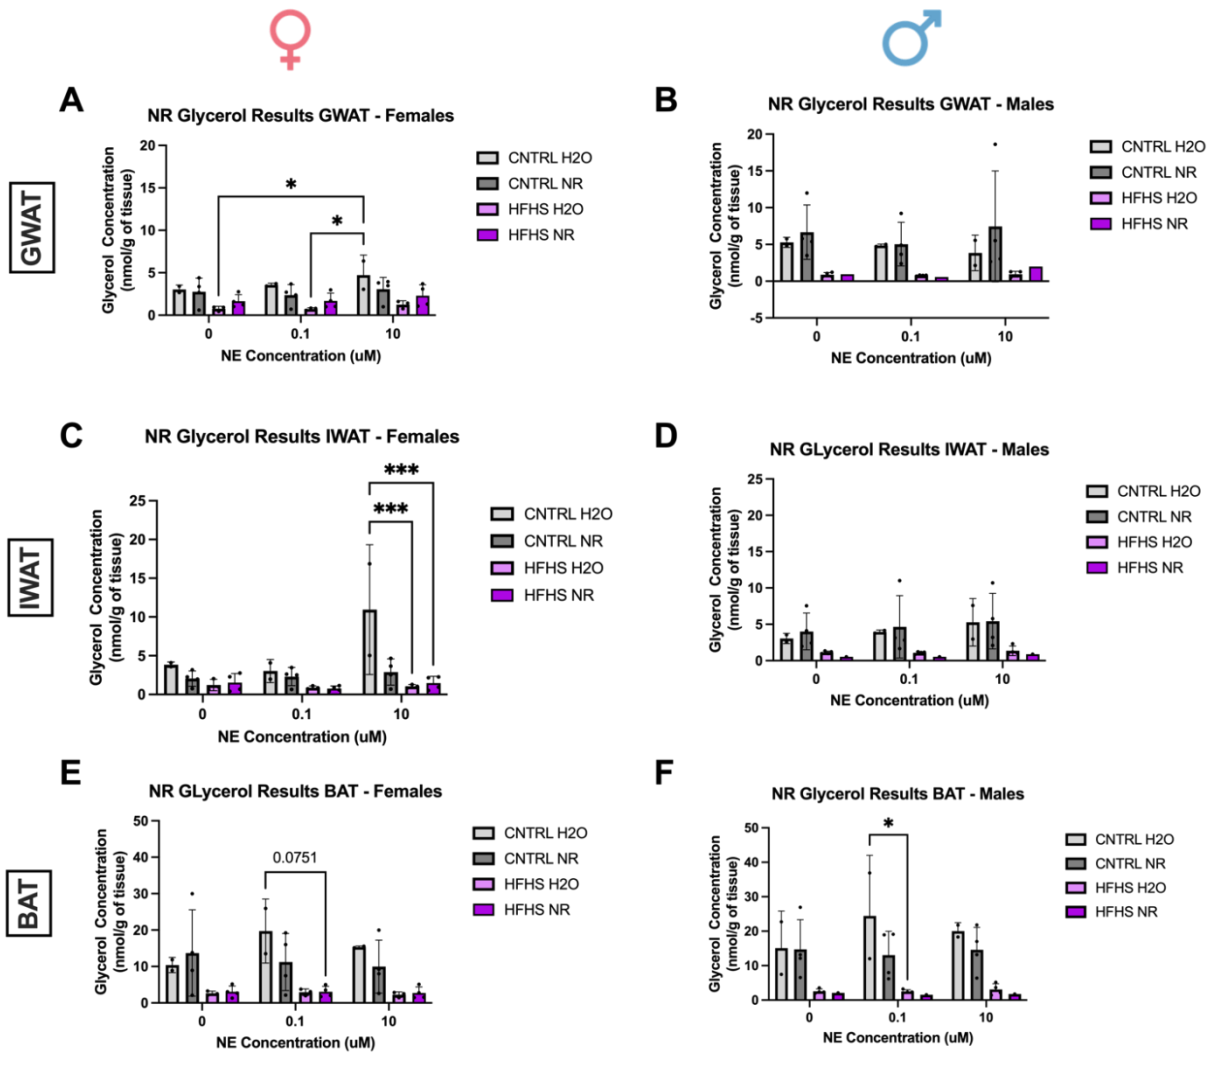 A
NR Glycerol Results GWAT - Females
GWAT
Glycerol Concentration
(nmol/g of tissue)
20
15
10
5
0
*
*
0
0.1
10
NE Concentration (uM)
CNTRL H2O
CNTRL NR
HFHS H2O
HFHS NR
B
NR Glycerol Results GWAT - Males
Glycerol Concentration
(nmol/g of tissue)
20
15
10
5
0
-5
0
0.1
10
NE Concentration (uM)
CNTRL H2O
CNTRL NR
HFHS H2O
HFHS NR
C
NR Glycerol Results IWAT - Females
IWAT
Glycerol Concentration
(nmol/g of tissue)
25
20
15
10
5
0
***
***
0
0.1
10
NE Concentration (uM)
CNTRL H2O
CNTRL NR
HFHS H2O
HFHS NR
D
NR GLycerol Results IWAT - Males
Glycerol Concentration
(nmol/g of tissue)
25
20
15
10
5
0
0
0.1
10
NE Concentration (uM)
CNTRL H2O
CNTRL NR
HFHS H2O
HFHS NR
E
NR GLycerol Results BAT - Females
BAT
Glycerol Concentration
(nmol/g of tissue)
50
40
30
20
10
0
0.0751
0
0.1
10
NE Concentration (uM)
CNTRL H2O
CNTRL NR
HFHS H2O
HFHS NR
F
NR Glycerol Results BAT - Males
Glycerol Concentration
(nmol/g of tissue)
50
40
30
20
10
0
*
0
0.1
10
NE Concentration (uM)
CNTRL H2O
CNTRL NR
HFHS H2O
HFHS NR